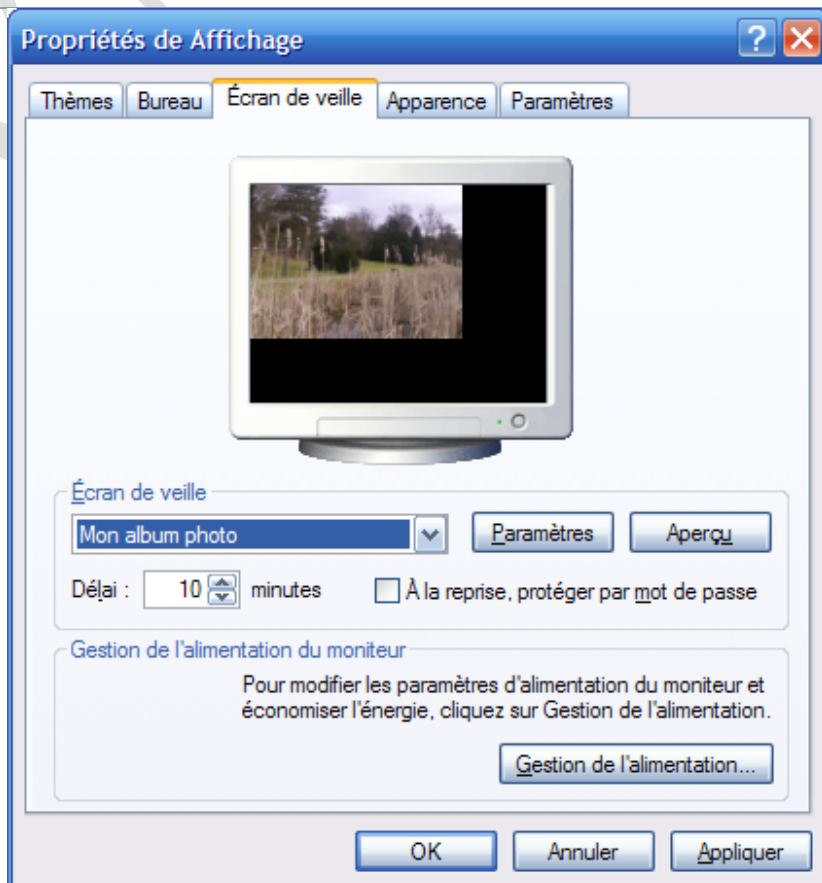 Propriétés de Affichage
Thèmes Bureau Écran de veille Apparence Paramètres
Écran de veille
Mon album photo Paramètres Aperçu
Délai : 10 minutes À la reprise, protéger par mot de passe
Gestion de l'alimentation du moniteur
Pour modifier les paramètres d'alimentation du moniteur et
économiser l'énergie, cliquez sur Gestion de l'alimentation.
Gestion de l'alimentation...
OK Annuler Appliquer